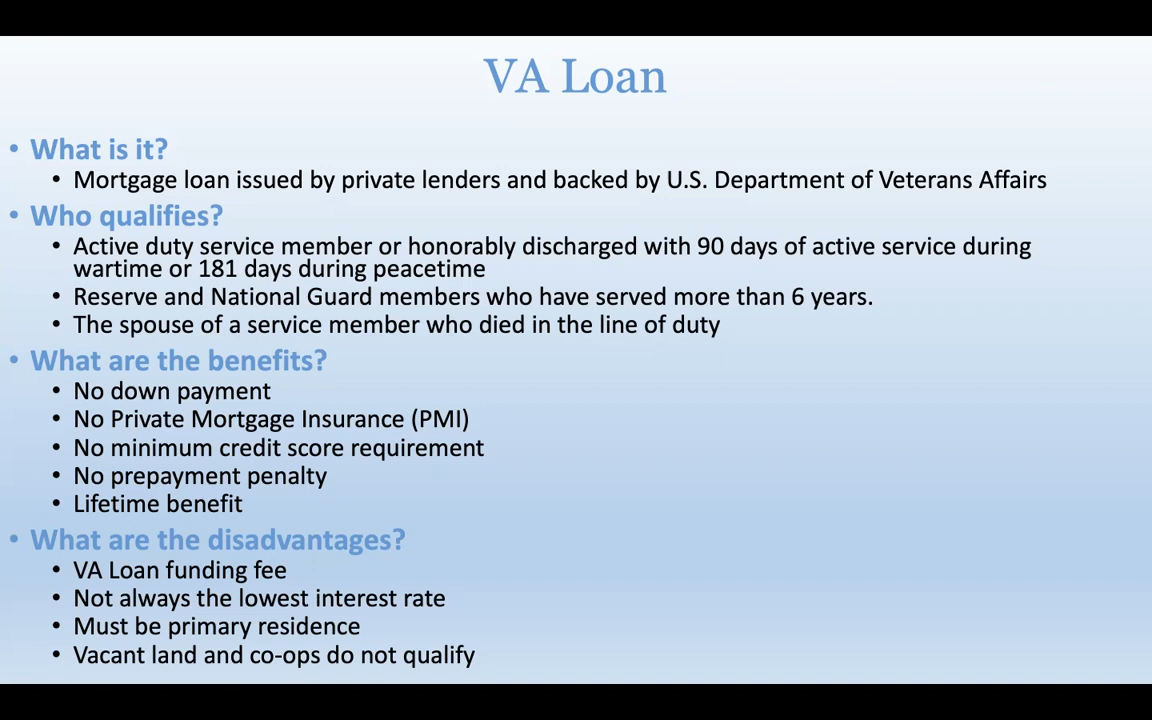 VA Loan
• What is it?
• Mortgage loan issued by private lenders and backed by U.S. Department of Veterans Affairs
• Who qualifies?
• Active duty service member or honorably discharged with 90 days of active service during
wartime or 181 days during peacetime
• Reserve and National Guard members who have served more than 6 years.
• The spouse of a service member who died in the line of duty
• What are the benefits?
• No down payment
• No Private Mortgage Insurance (PMI)
• No minimum credit score requirement
• No prepayment penalty
• Lifetime benefit
• What are the disadvantages?
• VA Loan funding fee
• Not always the lowest interest rate
• Must be primary residence
• Vacant land and co-ops do not qualify